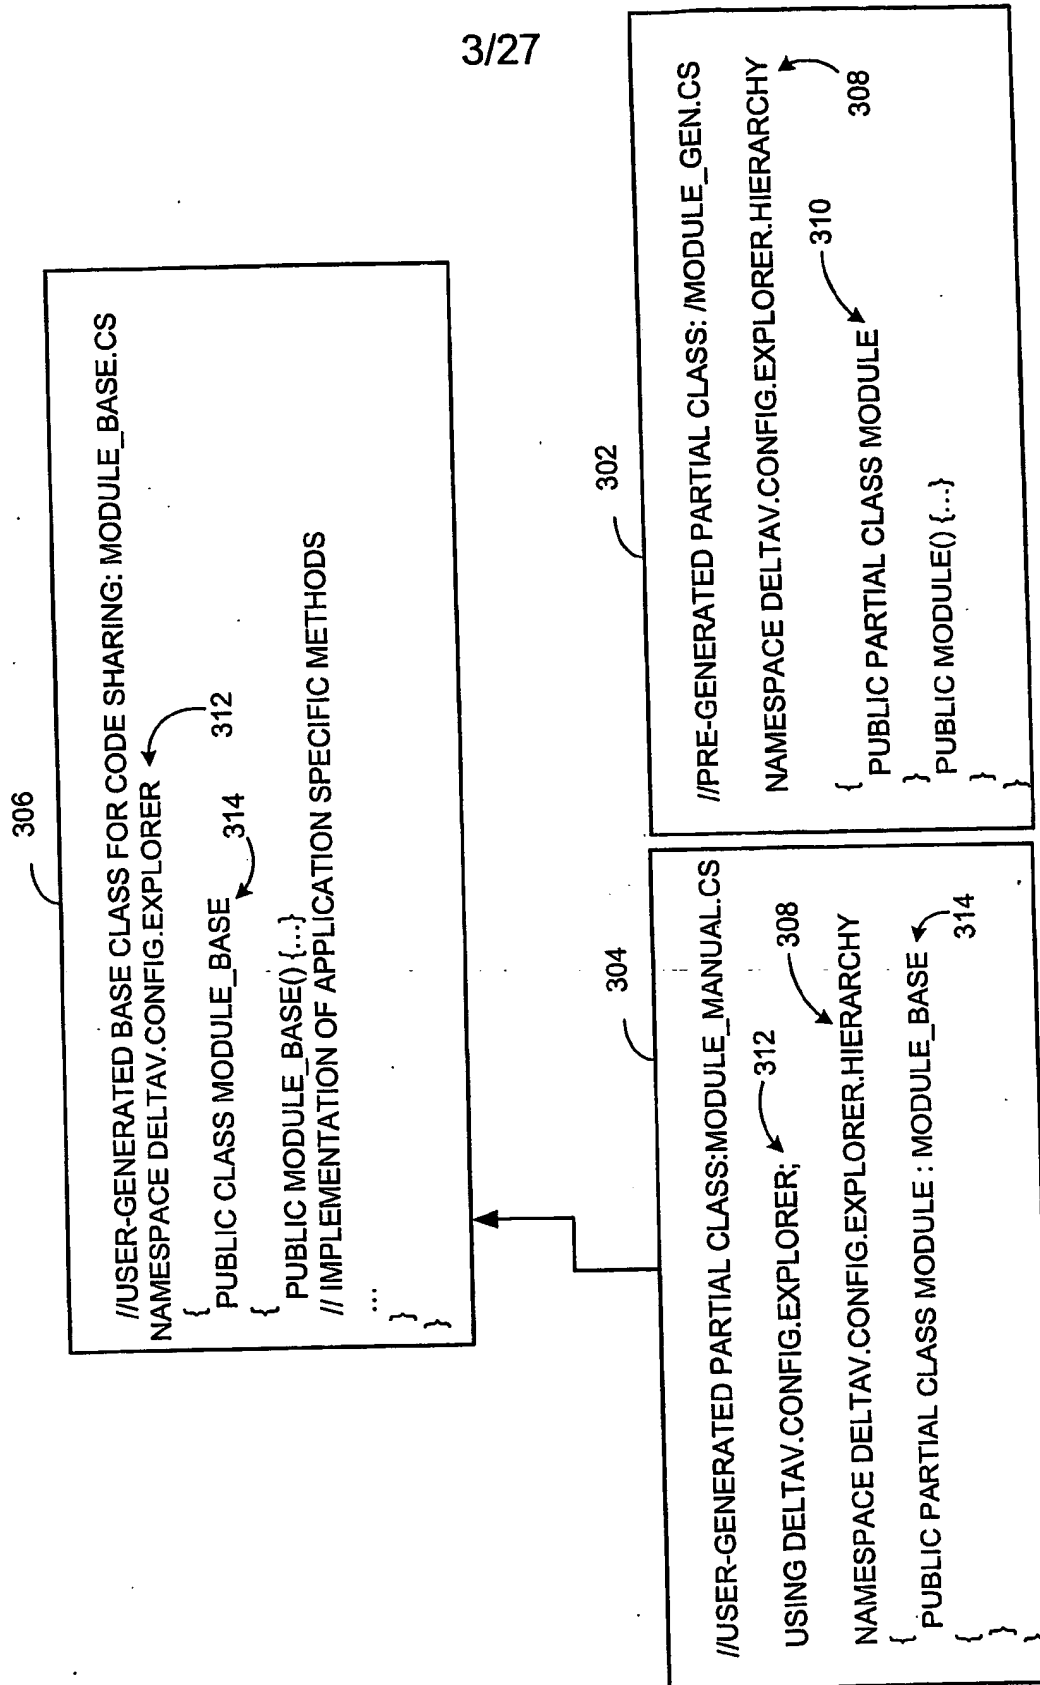 3/27
306
//USER-GENERATED BASE CLASS FOR CODE SHARING: MODULE_BASE.CS
NAMESPACE DELTAV.CONFIG.EXPLORER
312
{
PUBLIC CLASS MODULE_BASE
314
{
PUBLIC MODULE_BASE() {...}
// IMPLEMENTATION OF APPLICATION SPECIFIC METHODS
...
}
}
304
//USER-GENERATED PARTIAL CLASS:MODULE_MANUAL.CS
USING DELTAV.CONFIG.EXPLORER;
312
NAMESPACE DELTAV.CONFIG.EXPLORER.HIERARCHY
308
{
PUBLIC PARTIAL CLASS MODULE : MODULE_BASE
314
{
}
}
302
//PRE-GENERATED PARTIAL CLASS: /MODULE_GEN.CS
NAMESPACE DELTAV.CONFIG.EXPLORER.HIERARCHY
308
{
PUBLIC PARTIAL CLASS MODULE
310
}
PUBLIC MODULE() {...}
}
}